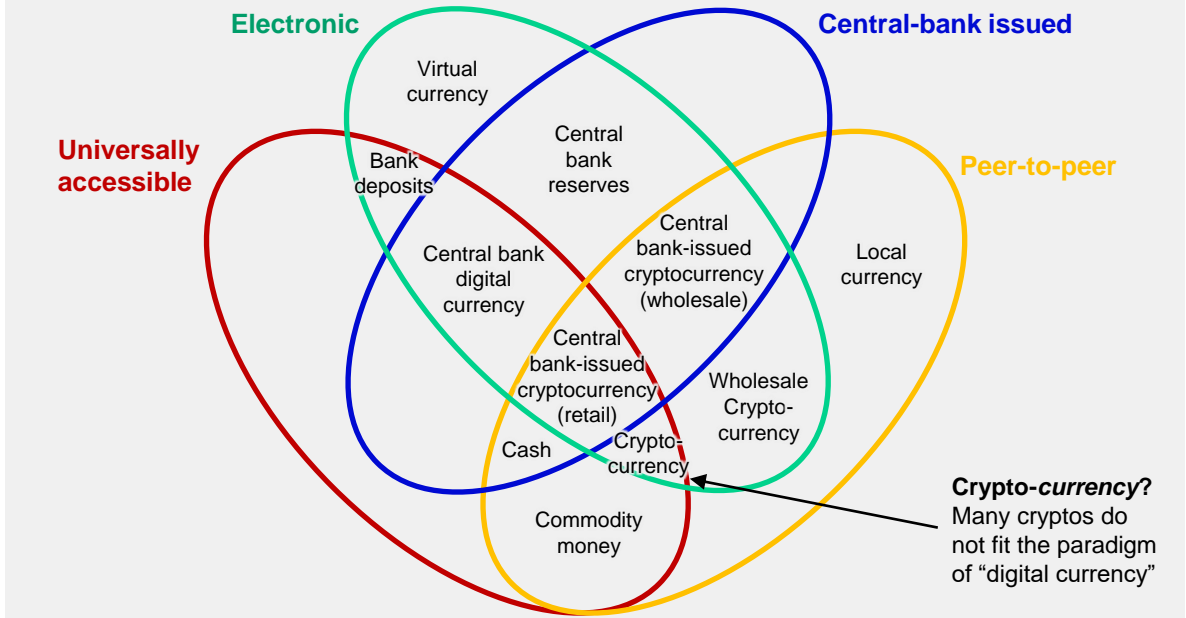 Electronic
Central-bank issued
Virtual
currency
Universally
accessible
Bank
deposits
Central
bank
reserves
Peer-to-peer
Central bank
digital
currency
Central
bank-issued
cryptocurrency
(wholesale)
Local
currency
Central
bank-issued
cryptocurrency
(retail)
Wholesale
Crypto-
currency
Cash
Crypto-
currency
Commodity
money
Crypto-currency?
Many cryptos do
not fit the paradigm
of “digital currency”